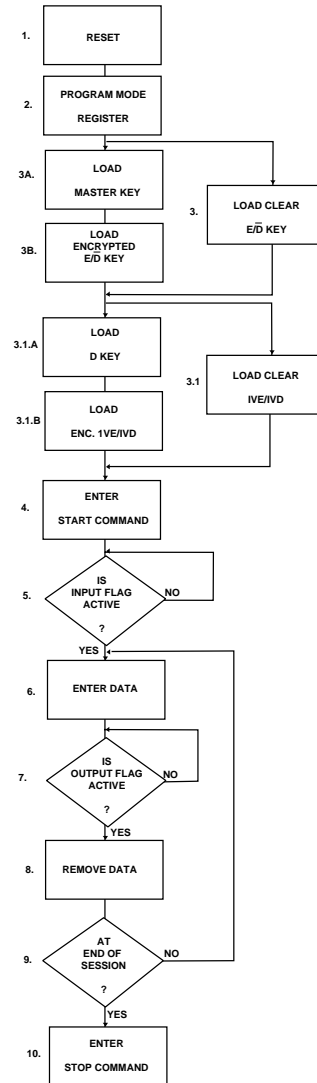 1.
RESET
2.
PROGRAM MODE
REGISTER
3A.
LOAD
MASTER KEY
3.
LOAD CLEAR
E/D̅ KEY
3B.
LOAD
ENCRYPTED
E/D̅ KEY
3.1.A
LOAD
D KEY
3.1
LOAD CLEAR
IVE/IVD
3.1.B
LOAD
ENC. 1VE/IVD
4.
ENTER
START COMMAND
5.
IS
INPUT FLAG
ACTIVE
?
NO
YES
6.
ENTER DATA
7.
IS
OUTPUT FLAG
ACTIVE
?
NO
YES
8.
REMOVE DATA
9.
AT
END OF
SESSION
?
NO
YES
10.
ENTER
STOP COMMAND